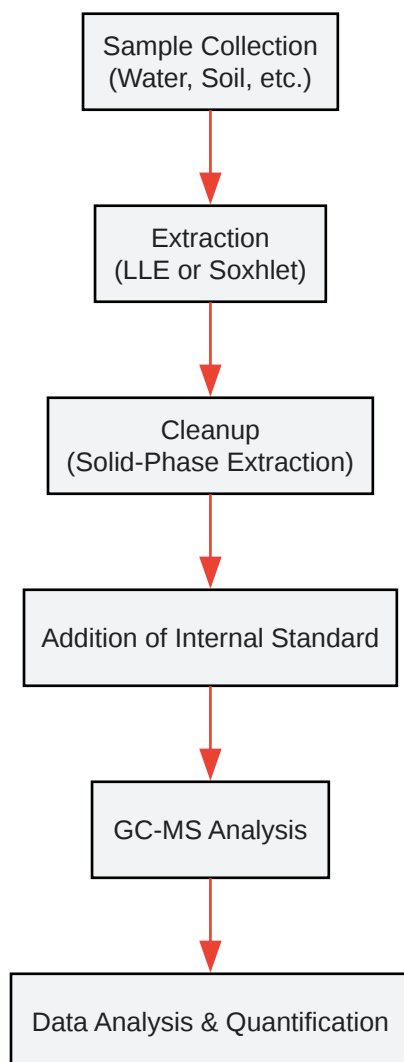 Sample Collection
(Water, Soil, etc.)
Extraction
(LLE or Soxhlet)
Cleanup
(Solid-Phase Extraction)
Addition of Internal Standard
GC-MS Analysis
Data Analysis & Quantification